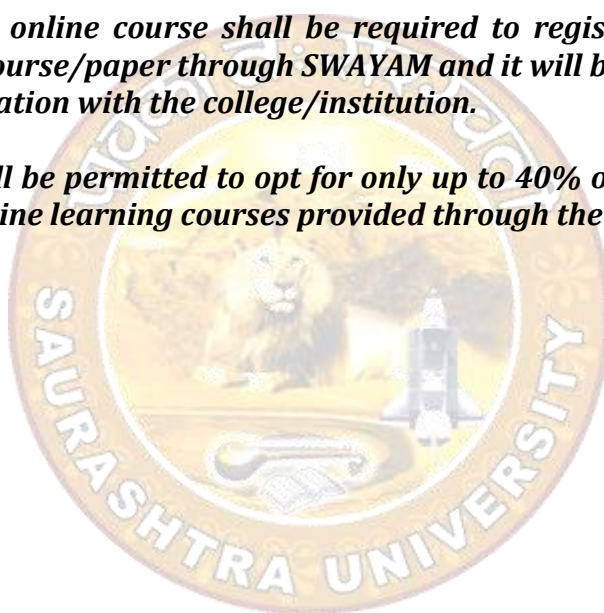 online course shall be required to regis
ourse/paper through SWAYAM and it will b
ation with the college/institution.
ll be permitted to opt for only up to 40% o
ine learning courses provided through the
SAURASHTRA UNIVERSITY